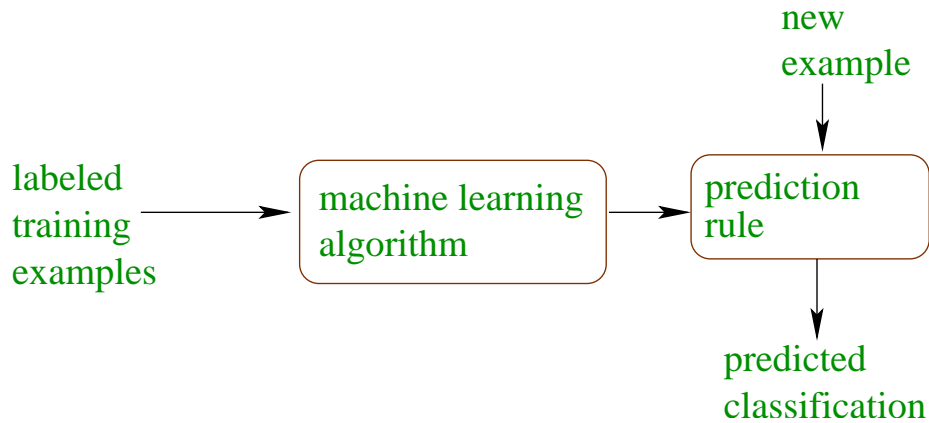 new
example
labeled
training
examples
machine learning
algorithm
prediction
rule
predicted
classification